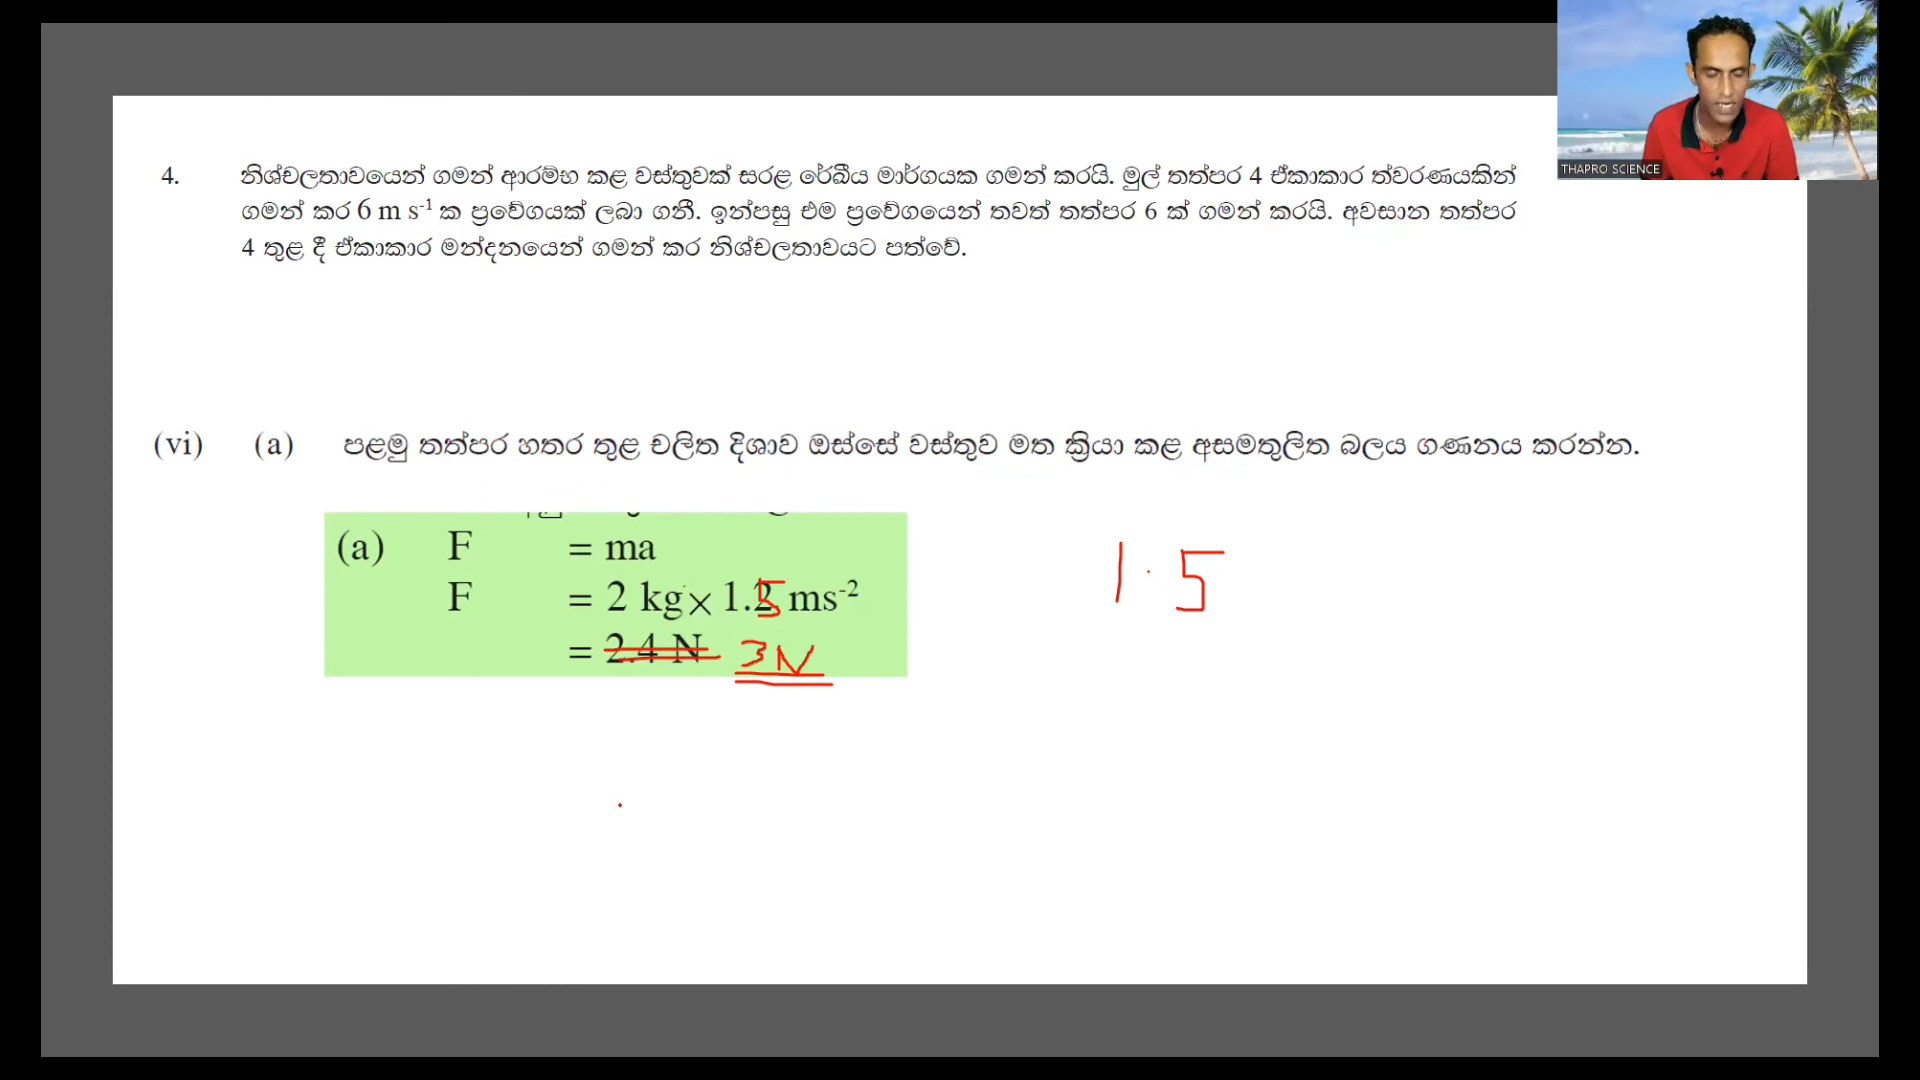 THAPRO SCIENCE
4. නිශ්චලතාවයෙන් ගමන් ආරම්භ කළ වස්තුවක් සරළ රේඛීය මාර්ගයක ගමන් කරයි. මුල් තත්පර 4 ඒකාකාර ත්වරණයකින්
ගමන් කර 6 m s⁻¹ ක ප්‍රවේගයක් ලබා ගනී. ඉන්පසු එම ප්‍රවේගයෙන් තවත් තත්පර 6 ක් ගමන් කරයි. අවසාන තත්පර
4 තුළ දී ඒකාකාර මන්දනයෙන් ගමන් කර නිශ්චලතාවයට පත්වේ.
(vi) (a) පළමු තත්පර හතර තුළ චලිත දිශාව ඔස්සේ වස්තුව මත ක්‍රියා කළ අසමතුලිත බලය ගණනය කරන්න.
(a) F = ma
F = 2 kg × 1.5 ms⁻²
= 2.4 N 3N
1.5